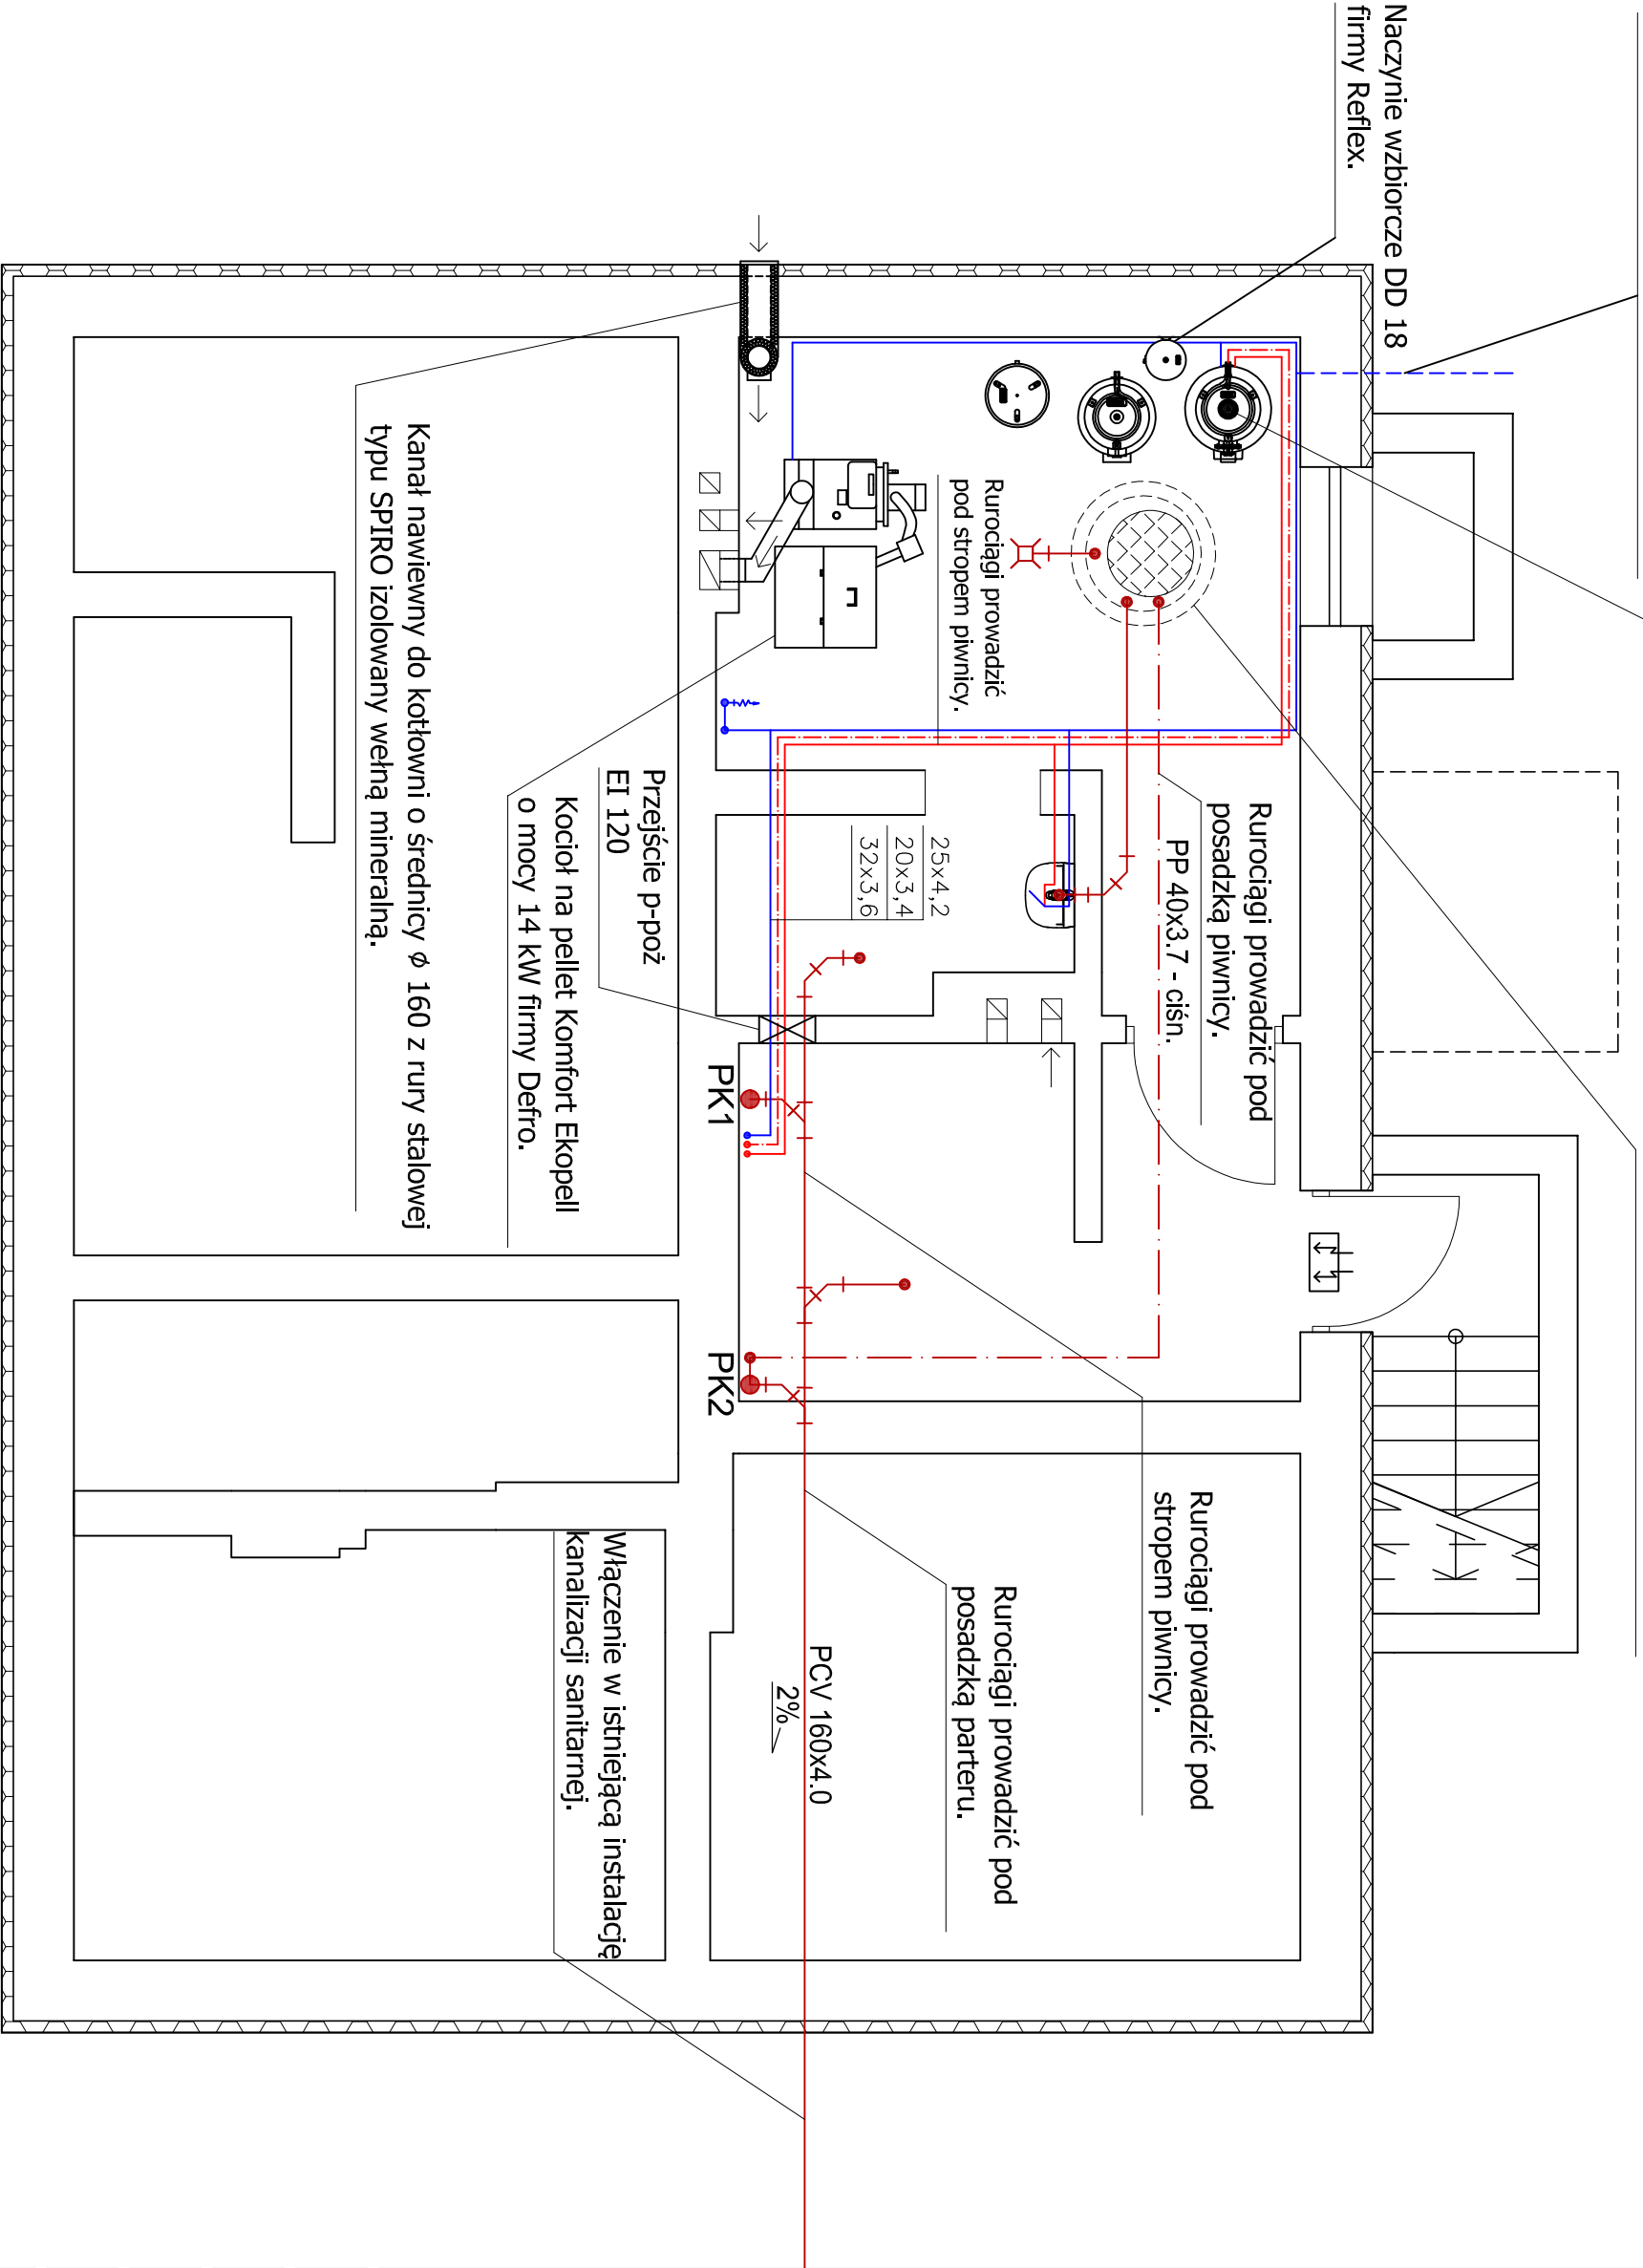 Naczynie wzbiorcze DD 18
firmy Reflex.
Rurociągi prowadzić pod
posadzką piwnicy.
PP 40x3.7 - ciśn.
Rurociągi prowadzić pod
stropem piwnicy.
Rurociągi prowadzić
pod stropem piwnicy.
Rurociągi prowadzić pod
posadzką parteru.
25x4,2
20x3,4
32x3,6
PCV 160x4.0
2%
PK1
PK2
Przejście p-poż
EI 120
Kocioł na pellet Komfort Ekopell
o mocy 14 kW firmy Defro.
Włączenie w istniejącą instalację
kanalizacji sanitarnej.
Kanał nawiewny do kotłowni o średnicy ϕ 160 z rury stalowej
typu SPIRO izolowany wełną mineralną.